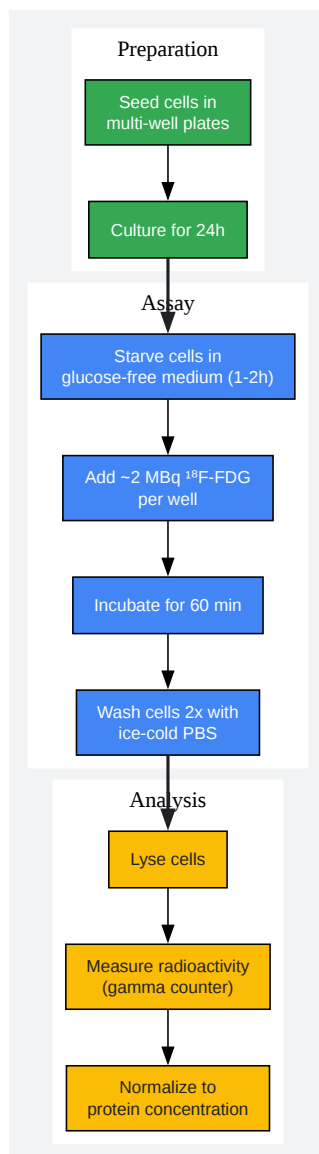 Preparation
Seed cells in
multi-well plates
Culture for 24h
Assay
Starve cells in
glucose-free medium (1-2h)
Add ~2 MBq ¹⁸F-FDG
per well
Incubate for 60 min
Wash cells 2x with
ice-cold PBS
Analysis
Lyse cells
Measure radioactivity
(gamma counter)
Normalize to
protein concentration